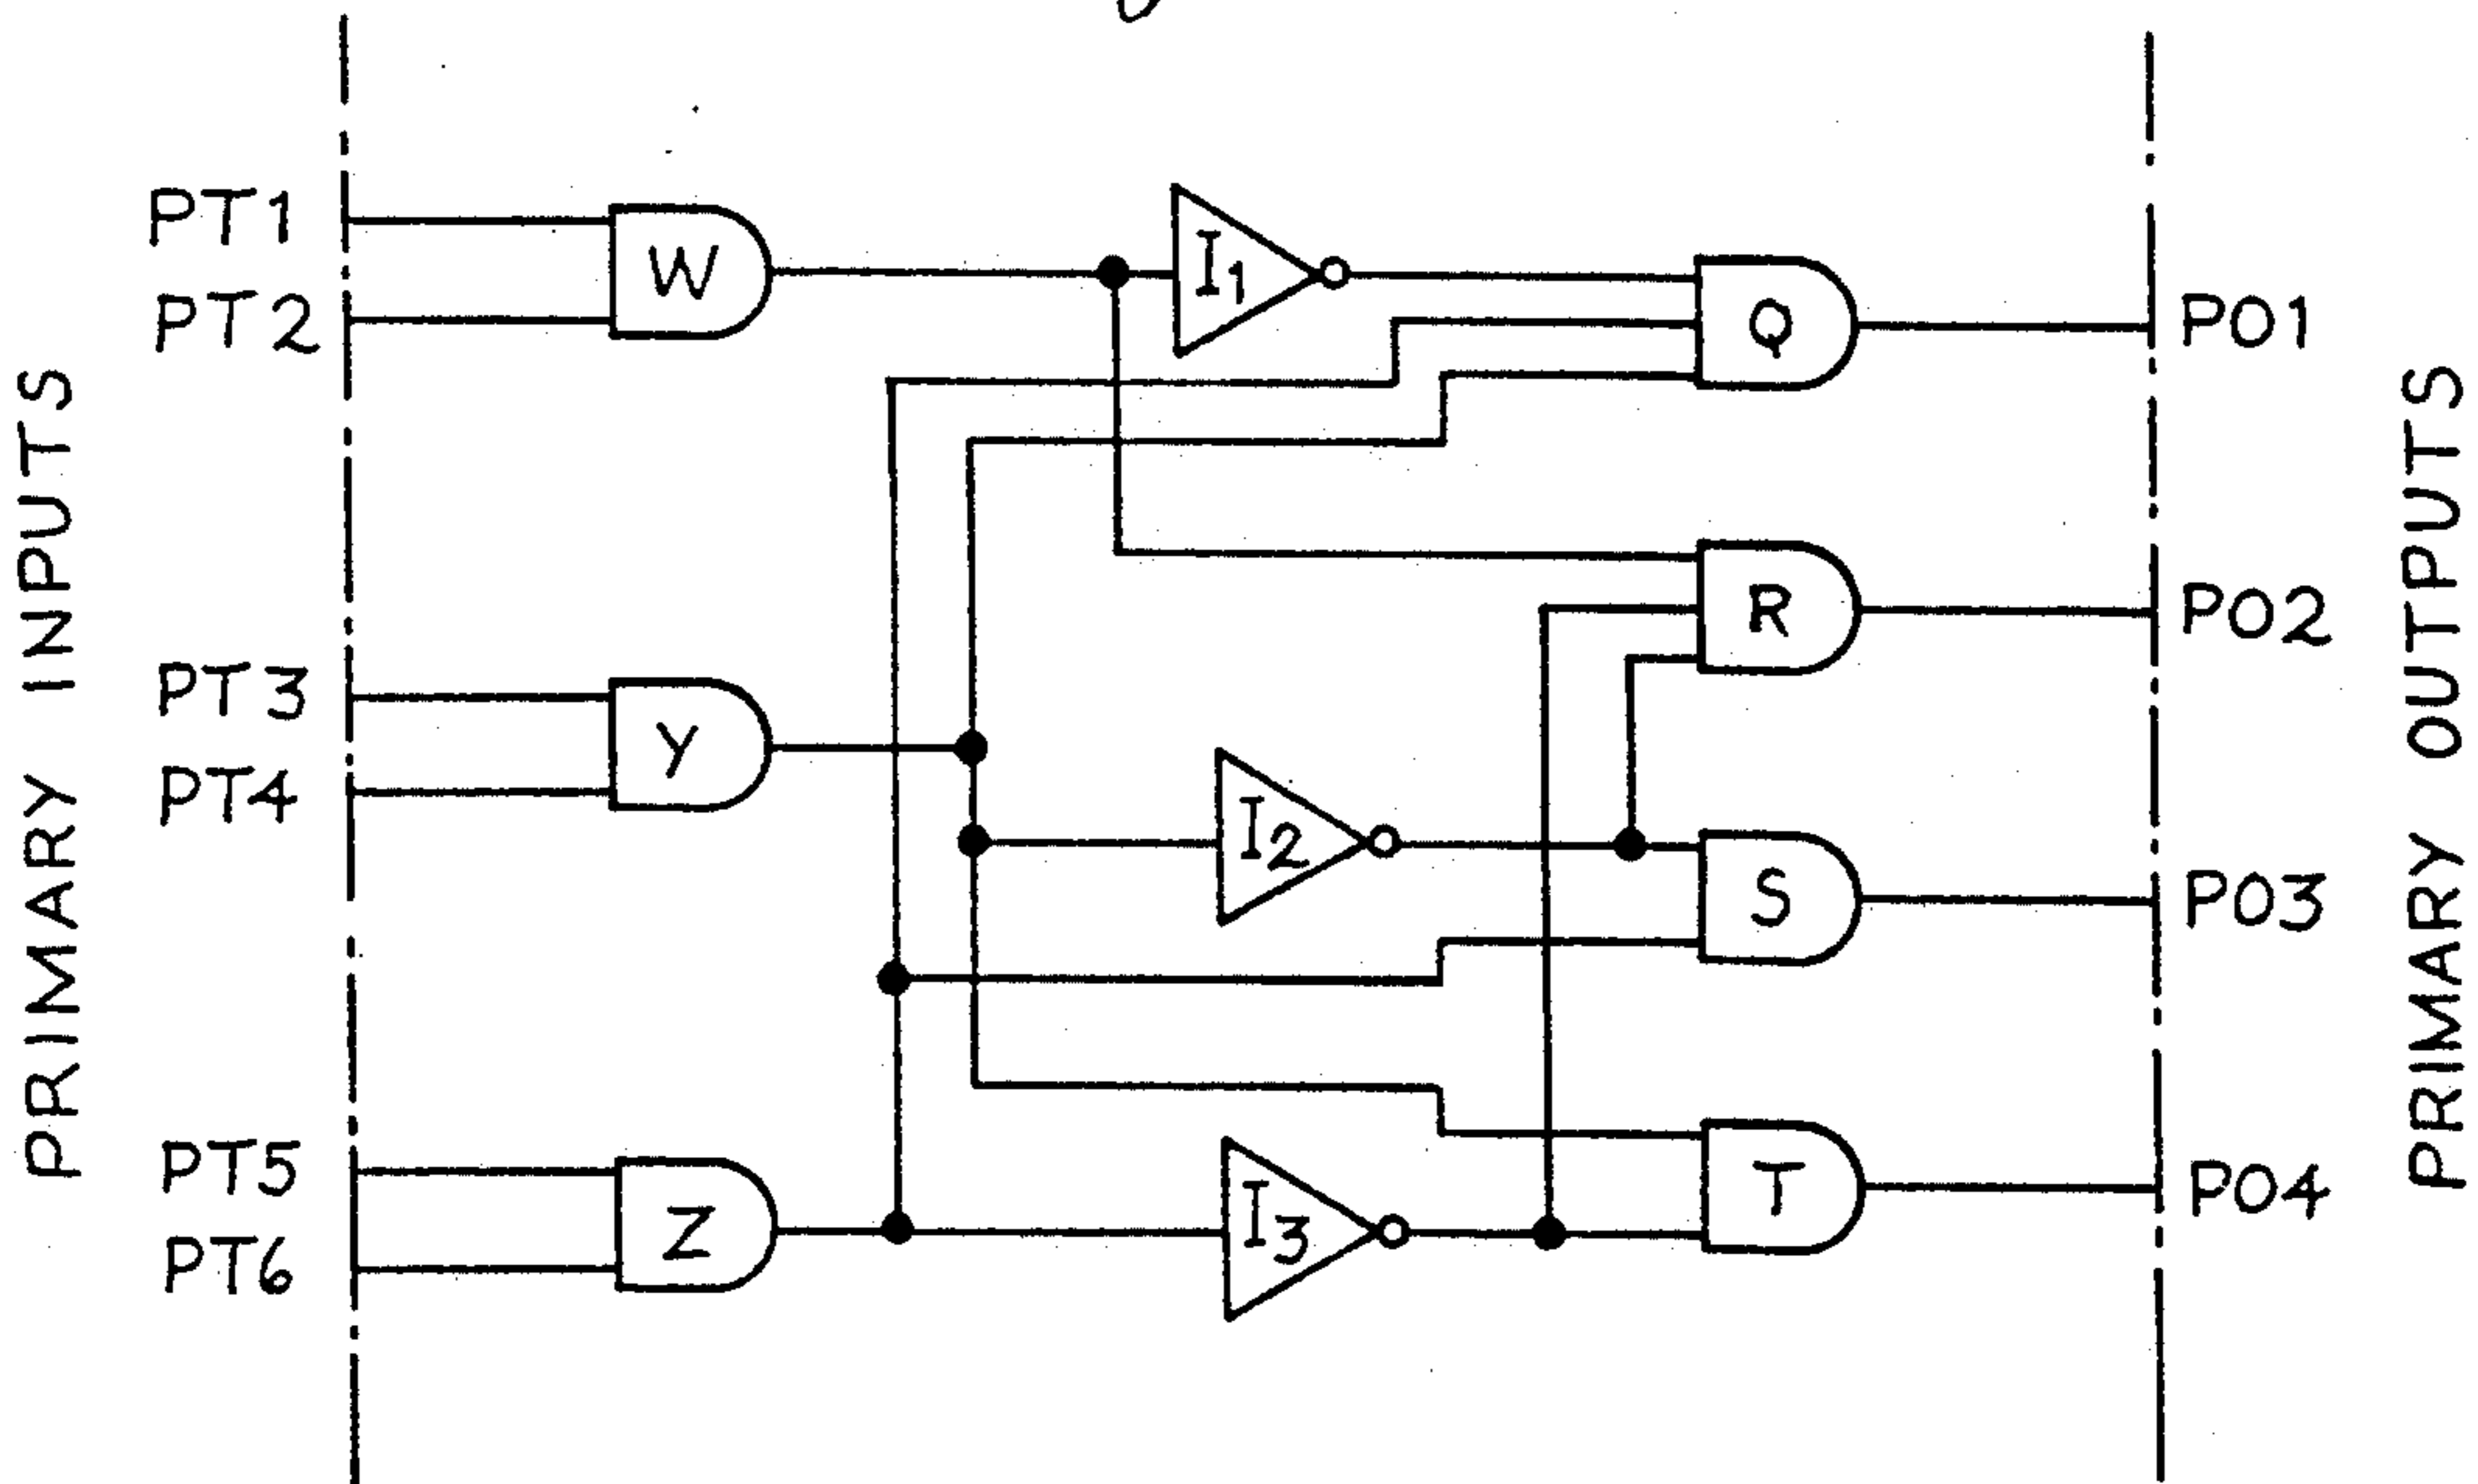 PRIMARY INPUTS
PT1
PT2
PT3
PT4
PT5
PT6
W
Y
Z
I1
I2
I3
Q
R
S
T
PO1
PO2
PO3
PO4
PRIMARY OUTPUTS